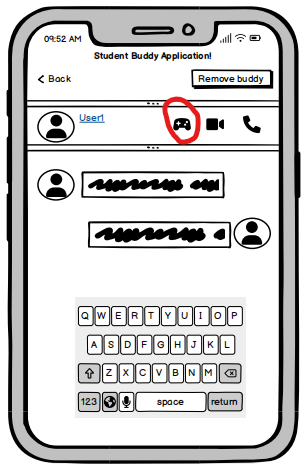 09:52 AM
Student Buddy Application!
Back
Remove buddy
User1
Q W E R T Y U I O P
A S D F G H J K L
Z X C V B N M
123 space return